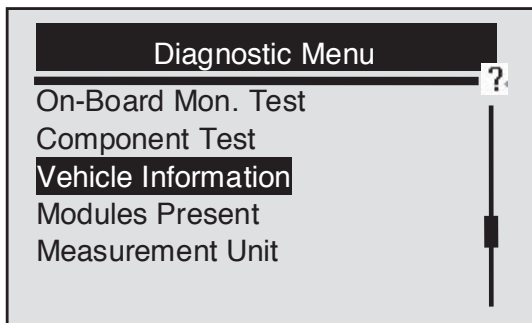 Diagnostic Menu
?
On-Board Mon. Test
Component Test
Vehicle Information
Modules Present
Measurement Unit